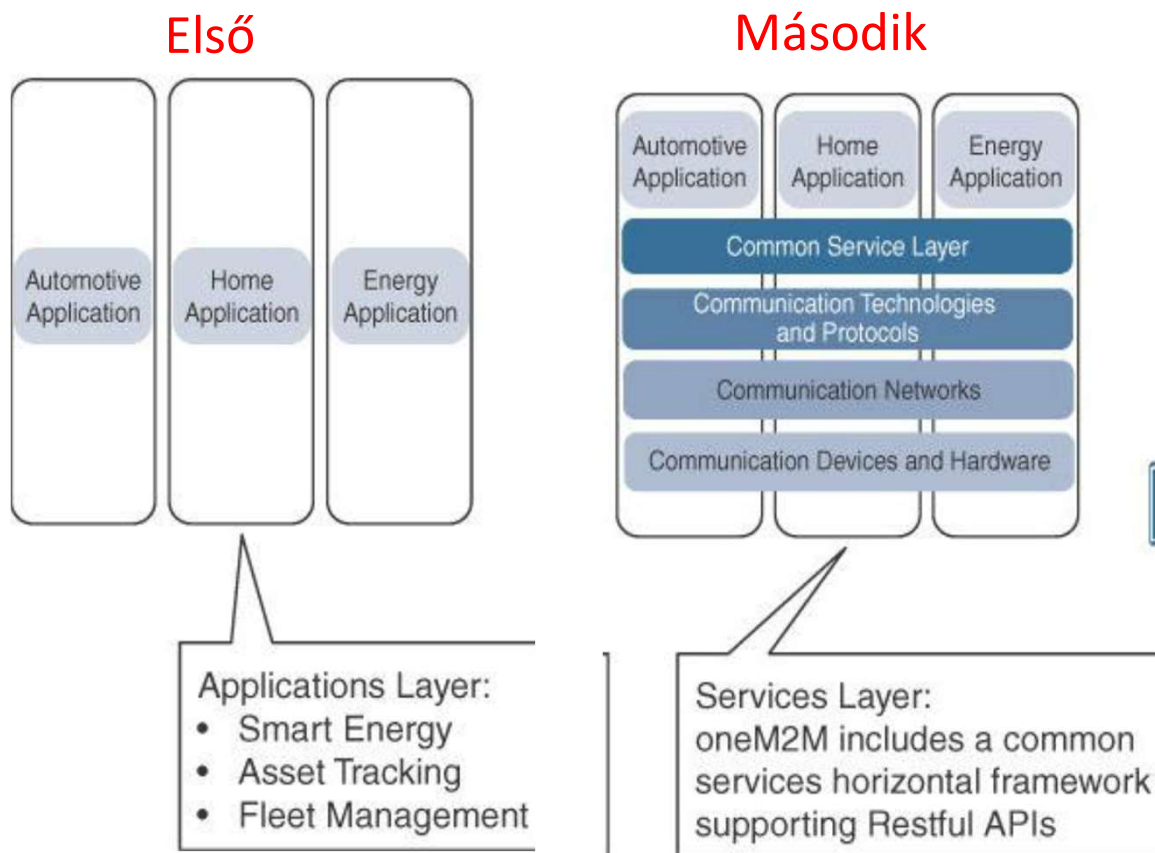 Első
Automotive
Application
Home
Application
Energy
Application
Applications Layer:
• Smart Energy
• Asset Tracking
• Fleet Management
Második
Automotive
Application
Home
Application
Energy
Application
Common Service Layer
Communication Technologies
and Protocols
Communication Networks
Communication Devices and Hardware
Services Layer:
oneM2M includes a common
services horizontal framework
supporting Restful APIs